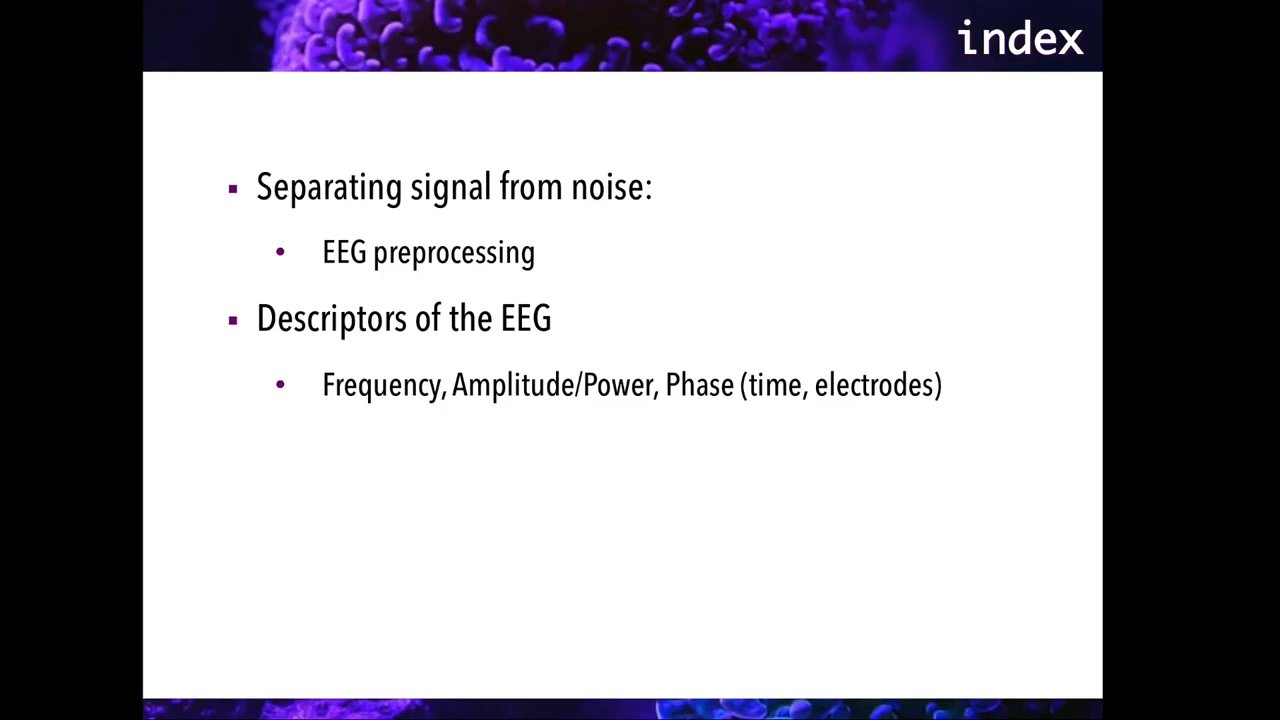 index
▪ Separating signal from noise:
• EEG preprocessing
▪ Descriptors of the EEG
• Frequency, Amplitude/Power, Phase (time, electrodes)